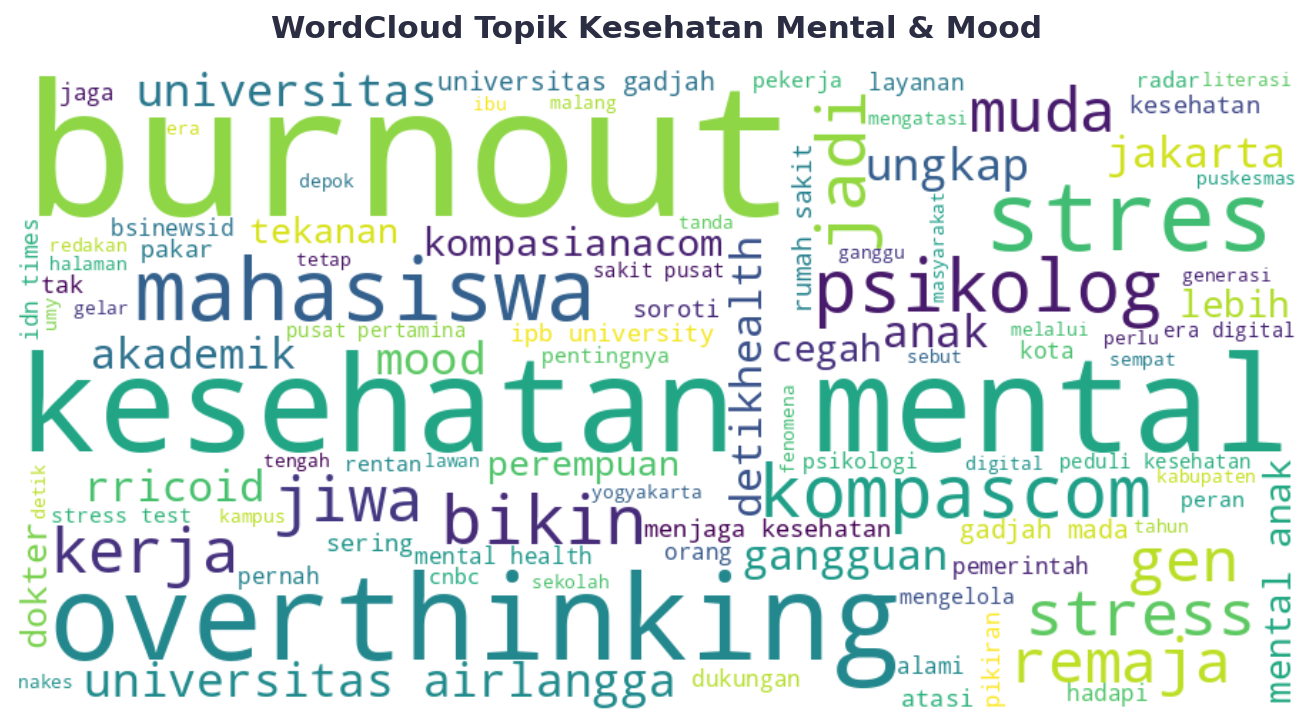 WordCloud Topik Kesehatan Mental & Mood
jaga
universitas
universitas gadjah
pekerja
layanan
radar
literasi
ibu
malang
era
burnout
jadi
mengatasi
muda
kesehatan
depok
rumah sakit
ungkap
jakarta
puskesmas
masyarakat
stres
idn times
bsinewsid
tekanan
tanda
redakan
pakar
kompasianacom
halaman
tetap
sakit pusat
ganggu
tak
gelar
mahasiswa
soroti
detikhealth
psikolog
generasi
lebih
umy
pusat pertamina
ipb university
anak
melalui
perlu
era digital
akademik
mood
pentingnya
cegah
sebut
kota
sempat
kesehatan
mental
fenomena
tengah
rentan
lawan
perempuan
psikologi
digital
peduli kesehatan
kabupaten
detik
rricoid
jiwa
yogyakarta
kompascom
peran
mental anak
stress test
kampus
bikin
menjaga kesehatan
gadjah mada
tahun
dokter
kerja
sering
mental health
orang
gangguan
pemerintah
gen
pernah
cnbc
sekolah
overthinking
mengelola
stress
pikiran
remaja
nakes
universitas airlangga
dukungan
alami
atasi
hadapi